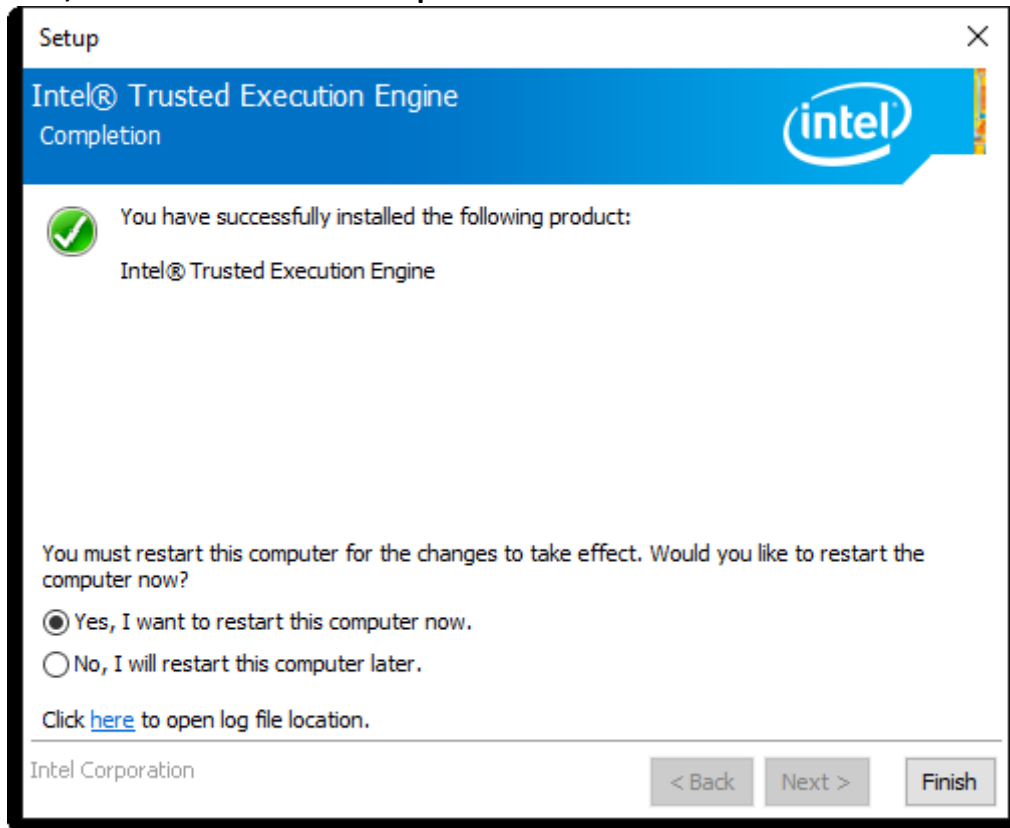 Setup
Intel® Trusted Execution Engine
Completion
intel
You have successfully installed the following product:
Intel® Trusted Execution Engine
You must restart this computer for the changes to take effect. Would you like to restart the
computer now?
Yes, I want to restart this computer now.
No, I will restart this computer later.
Click here to open log file location.
Intel Corporation
< Back Next > Finish